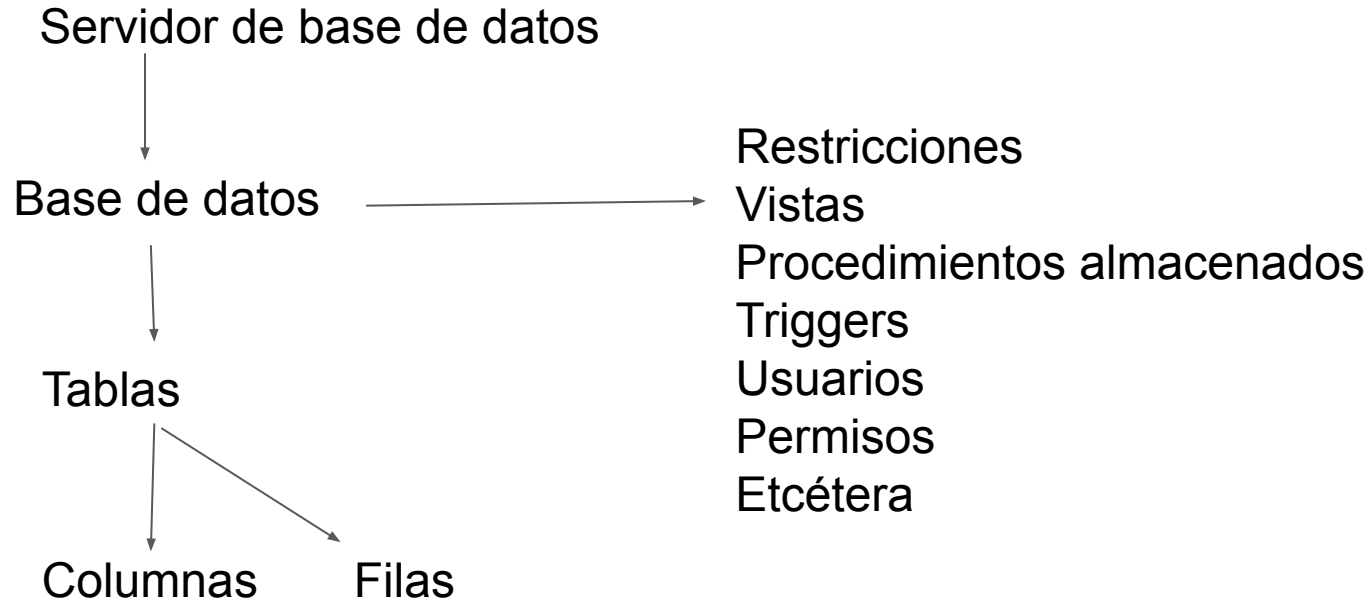 Servidor de base de datos
Base de datos
Restricciones
Vistas
Procedimientos almacenados
Triggers
Usuarios
Permisos
Etcétera
Tablas
Columnas
Filas